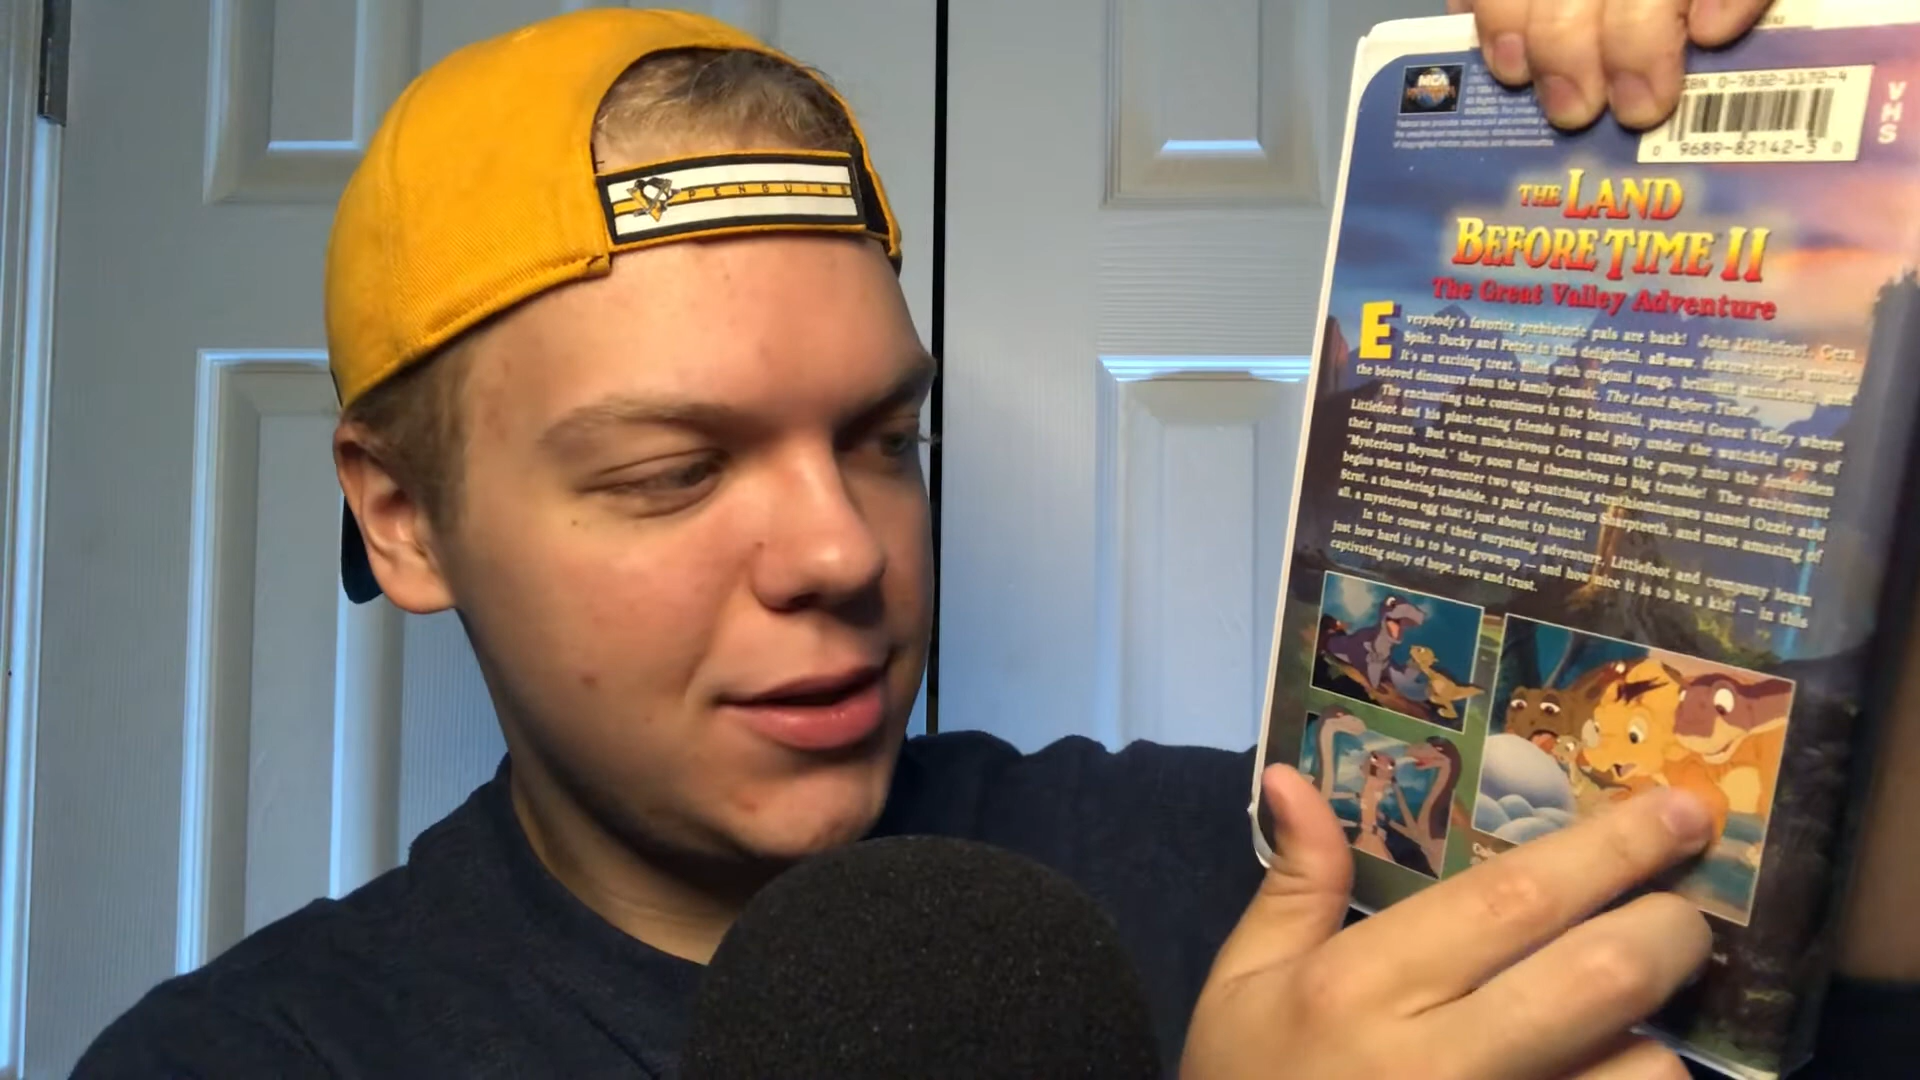 PENGUINS
MCA
ISBN 0-7832-1172-4
VHS
0 9689-82142-3 0
THE LAND
BEFORE TIME II
The Great Valley Adventure
Everybody's favorite prehistoric pals are back! Join Littlefoot, Cera,
Spike, Ducky and Petrie in this delightful, all-new, feature-length movie.
It's an exciting treat, filled with original songs, brilliant animation, and
the beloved dinosaurs from the family classic, The Land Before Time.
The enchanting tale continues in the beautiful, peaceful Great Valley where
Littlefoot and his plant-eating friends live and play under the watchful eyes of
their parents. But when mischievous Cera coaxes the group into the forbidden
"Mysterious Beyond," they soon find themselves in big trouble! The excitement
begins when they encounter two egg-snatching struthiomimuses named Ozzie and
Strut, a thundering landslide, a pair of ferocious Sharpteeth, and most amazing of
all, a mysterious egg that's just about to hatch!
In the course of their surprising adventure, Littlefoot and company learn
just how hard it is to be a grown-up — and how nice it is to be a kid! — in this
captivating story of hope, love and trust.